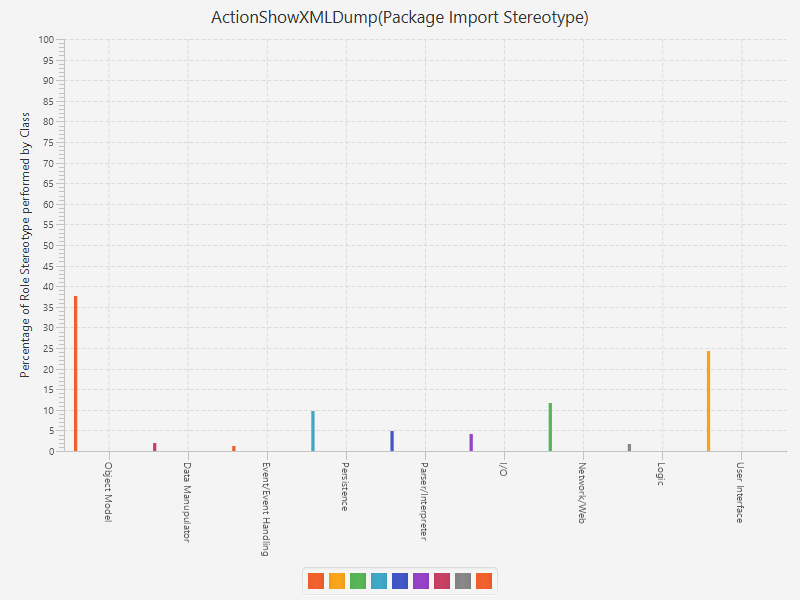 ActionShowXMLDump(Package Import Stereotype)
Percentage of Role Stereotype performed by Class
100
95
90
85
80
75
70
65
60
55
50
45
40
35
30
25
20
15
10
5
0
Object Model
Data Manupulator
Event/Event Handling
Persistence
Parser/Interpreter
I/O
Network/Web
Logic
User Interface